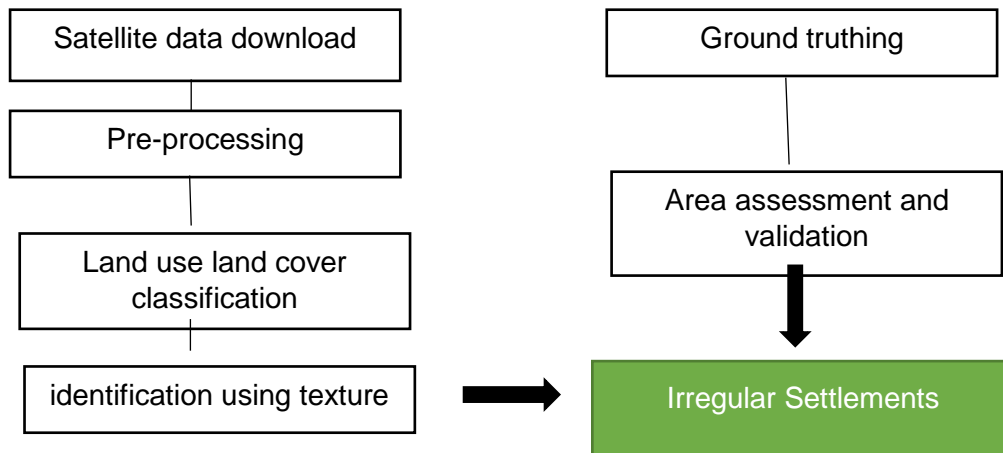 Satellite data download
Pre-processing
Land use land cover
classification
identification using texture
Ground truthing
Area assessment and
validation
Irregular Settlements